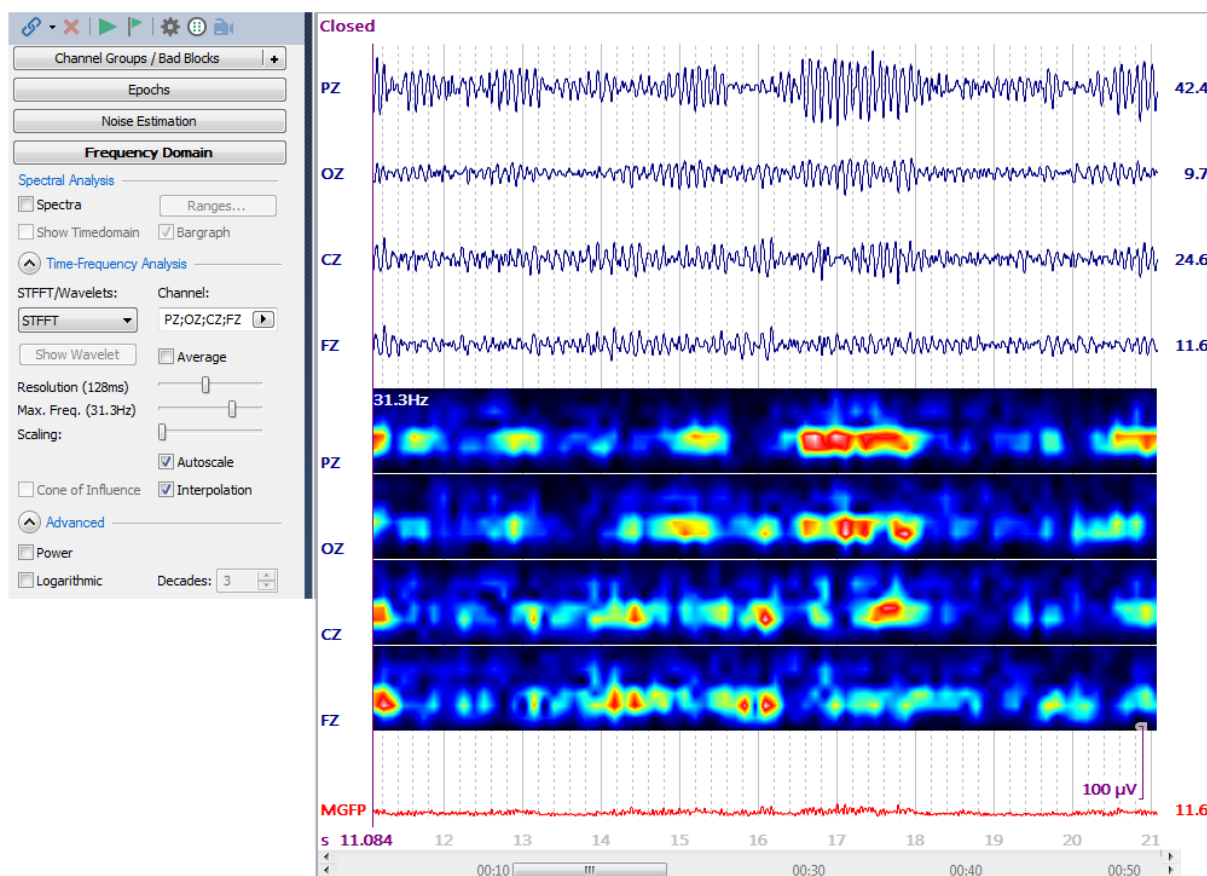 Channel Groups / Bad Blocks +
Epochs
Noise Estimation
Frequency Domain
Spectral Analysis
Spectra Ranges...
Show Timedomain Bargraph
Time-Frequency Analysis
STFFT/Wavelets: Channel:
STFFT PZ;OZ;CZ;FZ
Show Wavelet Average
Resolution (128ms)
Max. Freq. (31.3Hz)
Scaling:
Autoscale
Cone of Influence Interpolation
Advanced
Power
Logarithmic Decades: 3
Closed
PZ 42.4
OZ 9.7
CZ 24.6
FZ 11.6
31.3Hz
PZ
OZ
CZ
FZ
100 µV
MGFP 11.6
s 11.084 12 13 14 15 16 17 18 19 20 21
00:10 00:30 00:40 00:50